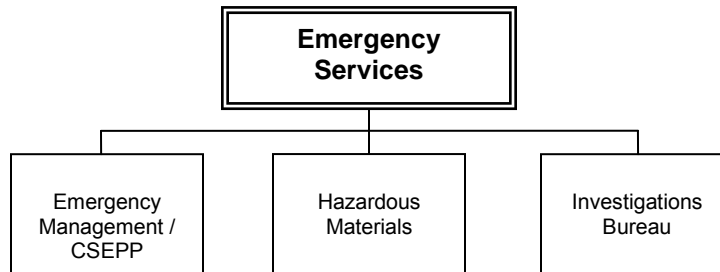 Emergency
Services
Emergency
Management /
CSEPP
Hazardous
Materials
Investigations
Bureau